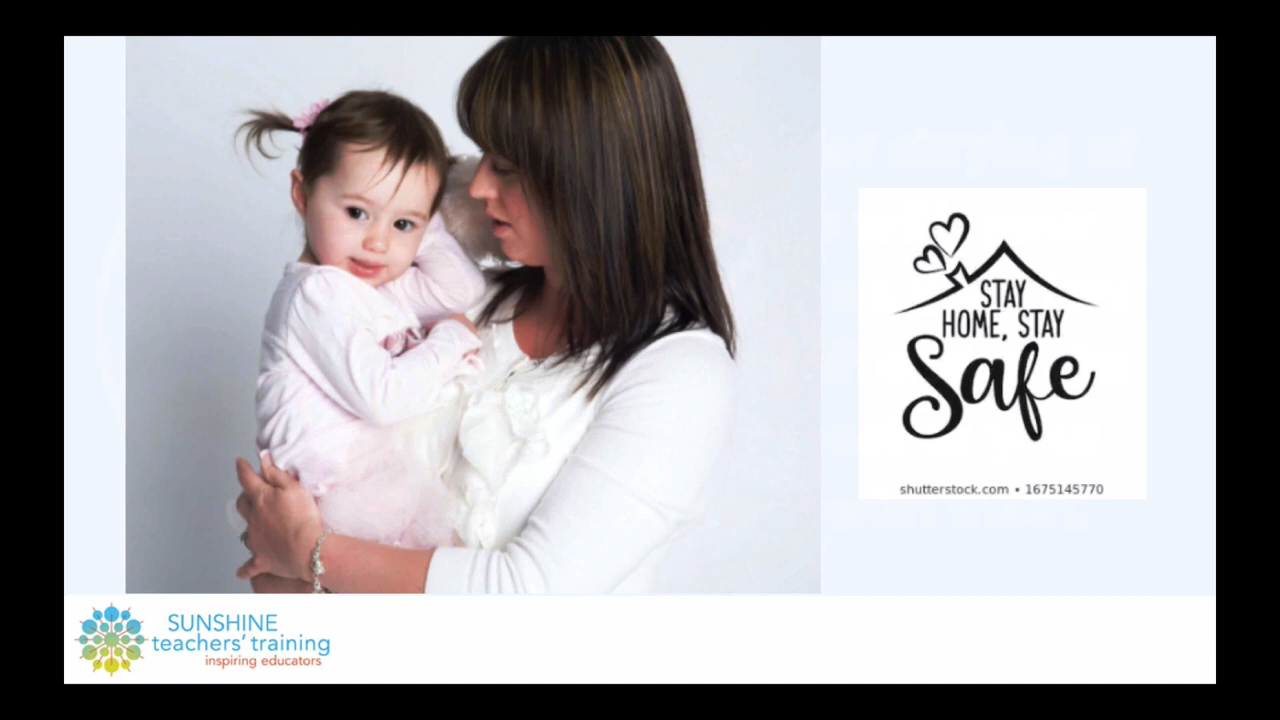 STAY
HOME, STAY
Safe
shutterstock.com • 1675145770
SUNSHINE
teachers' training
inspiring educators